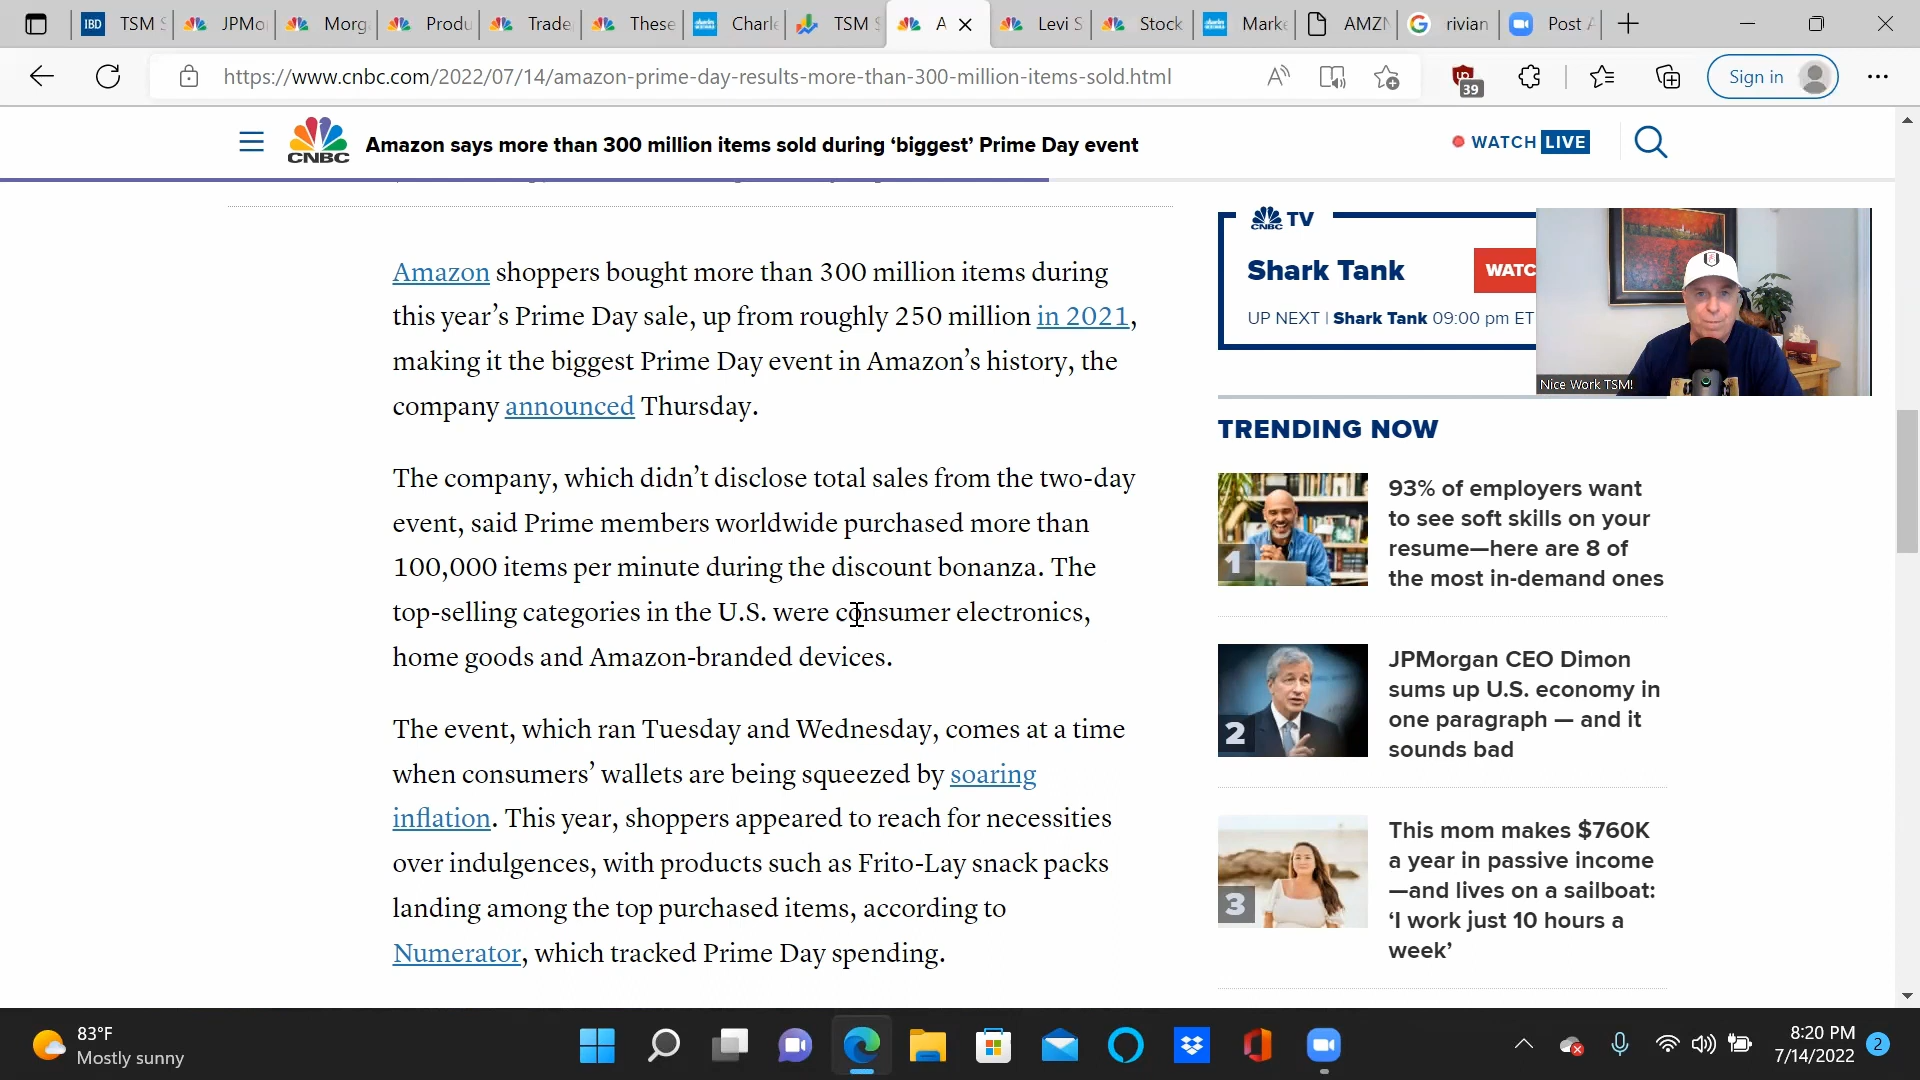 IBD TSM S
JPMo
Morg
Produ
Trade
These
Charl
TSM S
A
Levi S
Stock
Marke
AMZN
rivian
Post A
https://www.cnbc.com/2022/07/14/amazon-prime-day-results-more-than-300-million-items-sold.html
39
Sign in
CNBC
Amazon says more than 300 million items sold during ‘biggest’ Prime Day event
WATCH LIVE
Amazon shoppers bought more than 300 million items during
this year’s Prime Day sale, up from roughly 250 million in 2021,
making it the biggest Prime Day event in Amazon’s history, the
company announced Thursday.
The company, which didn’t disclose total sales from the two-day
event, said Prime members worldwide purchased more than
100,000 items per minute during the discount bonanza. The
top-selling categories in the U.S. were consumer electronics,
home goods and Amazon-branded devices.
The event, which ran Tuesday and Wednesday, comes at a time
when consumers’ wallets are being squeezed by soaring
inflation. This year, shoppers appeared to reach for necessities
over indulgences, with products such as Frito-Lay snack packs
landing among the top purchased items, according to
Numerator, which tracked Prime Day spending.
CNBC TV
Shark Tank
WATC
UP NEXT | Shark Tank 09:00 pm ET
Nice Work TSM!
TRENDING NOW
1
93% of employers want
to see soft skills on your
resume—here are 8 of
the most in-demand ones
2
JPMorgan CEO Dimon
sums up U.S. economy in
one paragraph — and it
sounds bad
3
This mom makes $760K
a year in passive income
—and lives on a sailboat:
‘I work just 10 hours a
week’
83°F
Mostly sunny
8:20 PM
7/14/2022
2